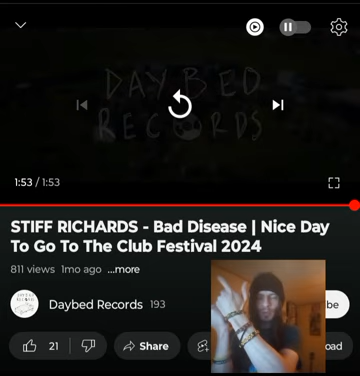 DAYBED
RECORDS
1:53 / 1:53
STIFF RICHARDS - Bad Disease | Nice Day
To Go To The Club Festival 2024
811 views 1mo ago ...more
Daybed Records 193
21 Share